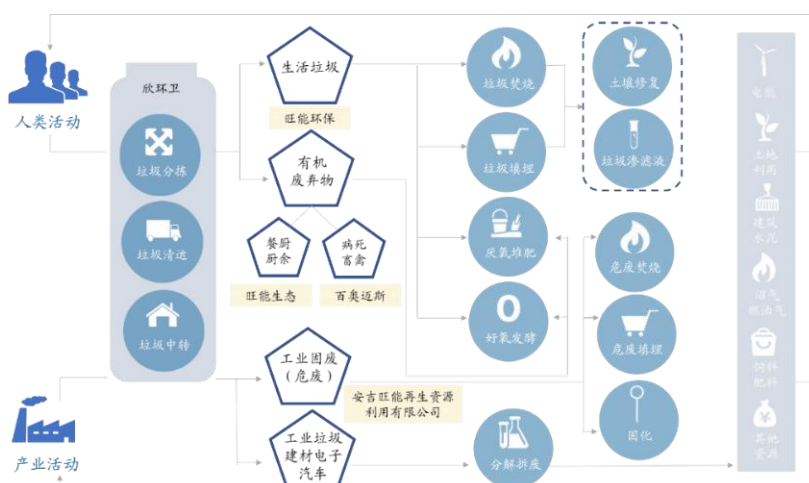 人类活动
欣环卫
垃圾分拣
垃圾清运
垃圾中转
产业活动
生活垃圾
旺能环保
有机
废弃物
餐厨
厨余
病死
畜禽
旺能生态
百奥迈斯
工业固废
(危废)
安吉旺能再生资源
利用有限公司
工业垃圾
建材电子
汽车
垃圾焚烧
垃圾填埋
厌氧堆肥
好氧发酵
分解拆废
土壤修复
垃圾渗滤液
危废焚烧
危废填埋
固化
电能
土地
利用
建筑
水泥
沼气
燃油气
饲料
肥料
其他
资源